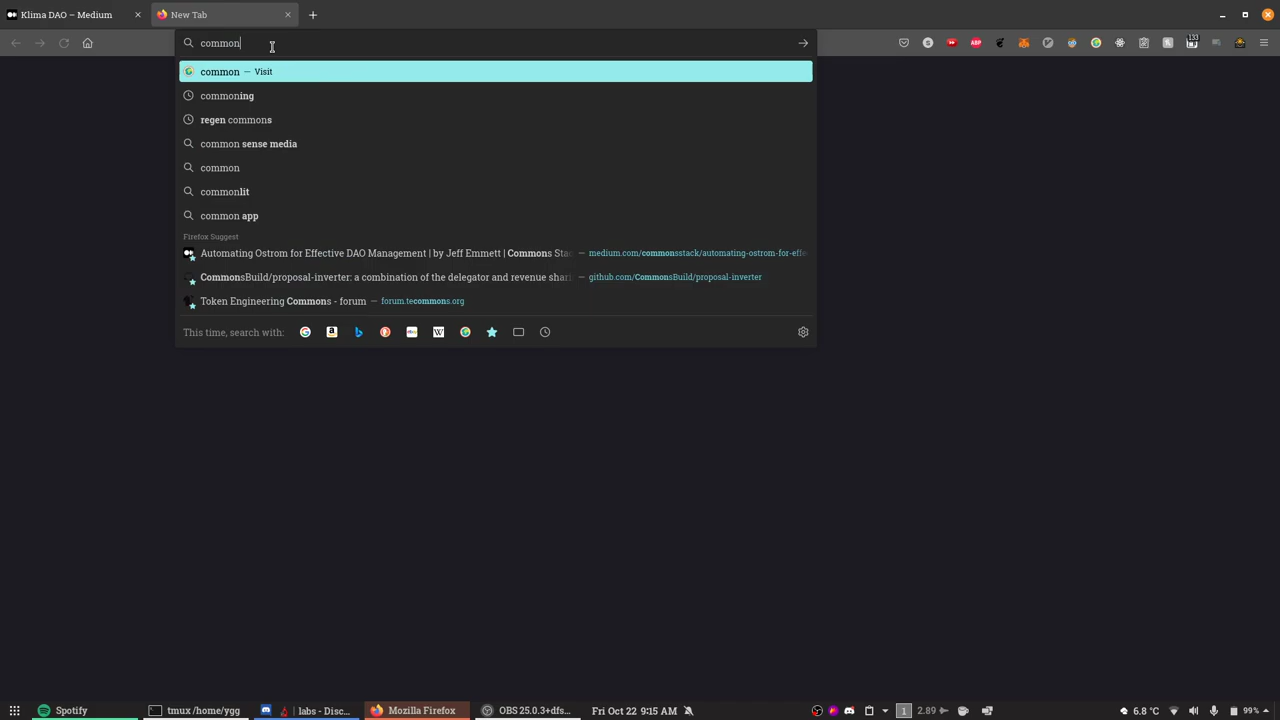 Klima DAO – Medium
New Tab
common
133
common — Visit
commoning
regen commons
common sense media
common
commonlit
common app
Firefox Suggest
Automating Ostrom for Effective DAO Management | by Jeff Emmett | Commons Stac — medium.com/commonsstack/automating-ostrom-for-effe
CommonsBuild/proposal-inverter: a combination of the delegator and revenue shari — github.com/CommonsBuild/proposal-inverter
Token Engineering Commons - forum — forum.tecommons.org
This time, search with:
Spotify
tmux /home/ygg
labs - Disc...
Mozilla Firefox
OBS 25.0.3+dfs...
Fri Oct 22 9:15 AM
1
2.89
6.8 °C
99%